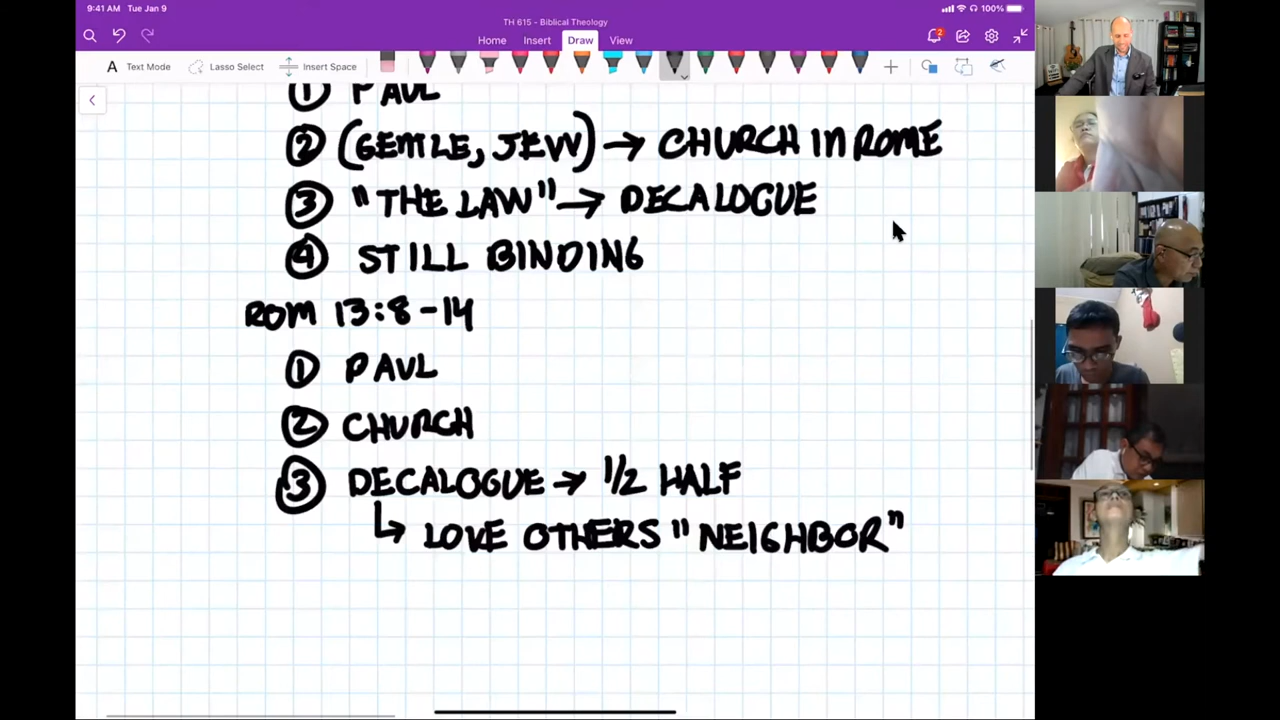 9:41 AM Tue Jan 9
100%
TH 615 - Biblical Theology
Home Insert Draw View
2
A Text Mode Lasso Select Insert Space
① PAUL
② (GENTLE, JEW) → CHURCH IN ROME
③ "THE LAW" → DECALOGUE
④ STILL BINDING
ROM 13:8-14
① PAUL
② CHURCH
③ DECALOGUE → 1/2 HALF
↳ LOVE OTHERS "NEIGHBOR"